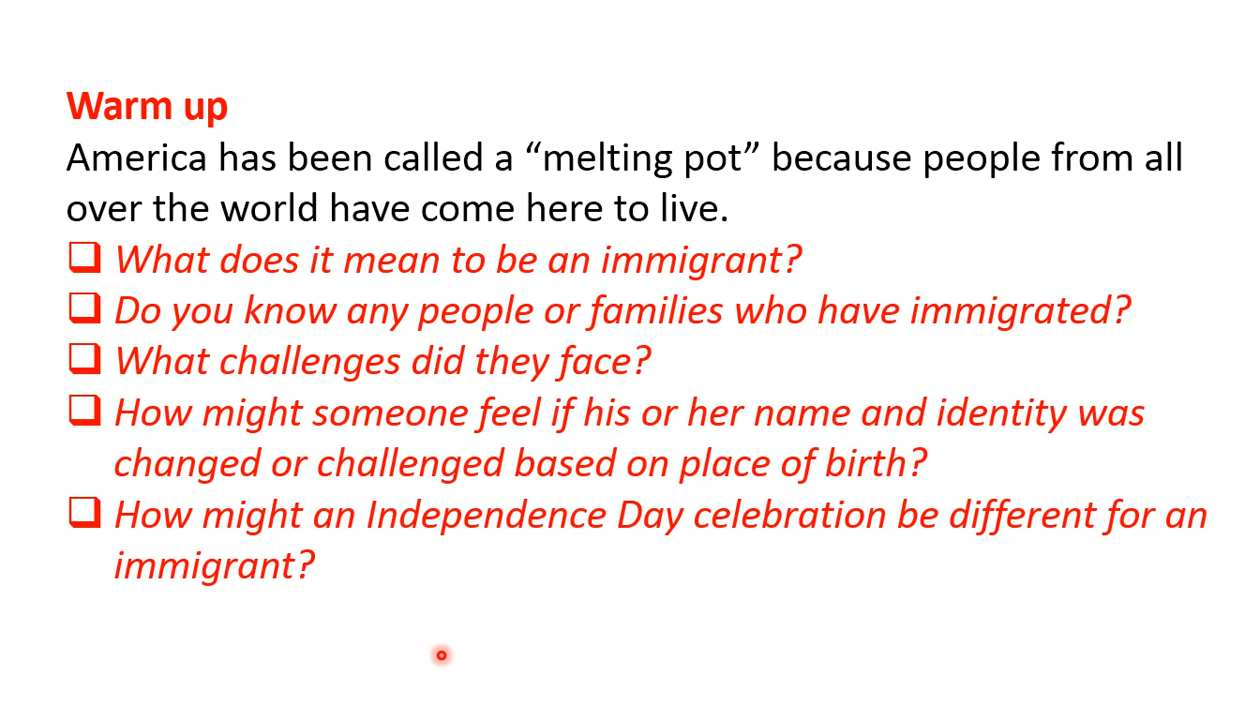 Warm up
America has been called a “melting pot” because people from all
over the world have come here to live.
❑ What does it mean to be an immigrant?
❑ Do you know any people or families who have immigrated?
❑ What challenges did they face?
❑ How might someone feel if his or her name and identity was
changed or challenged based on place of birth?
❑ How might an Independence Day celebration be different for an
immigrant?